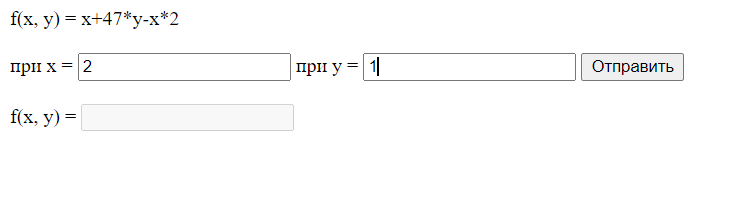 f(x, y) = x+47*y-x*2
при x = 2 при y = 1 Отправить
f(x, y) =